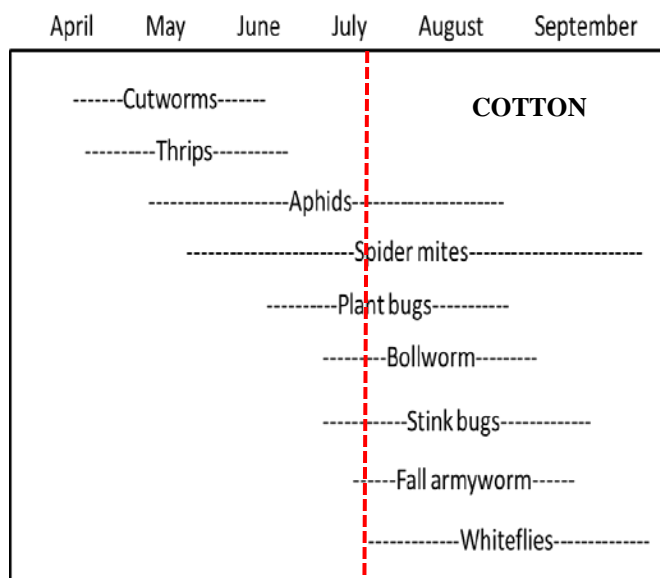 April May June July August September
Cutworms
COTTON
Thrips
Aphids
Spider mites
Plant bugs
Bollworm
Stink bugs
Fall armyworm
Whiteflies